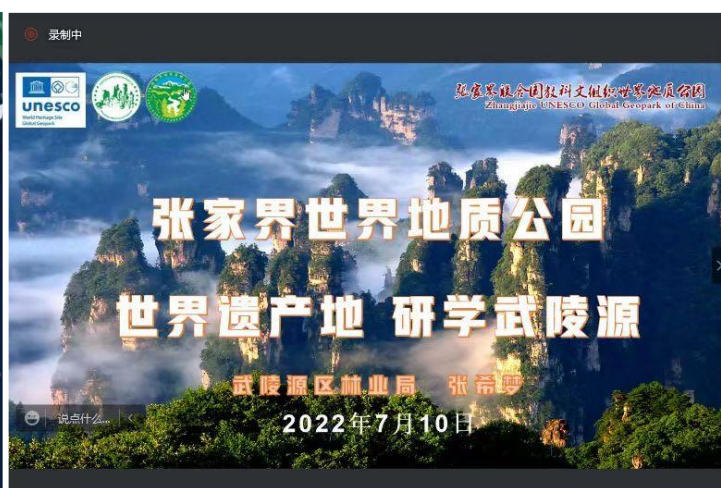 录制中
unesco
World Heritage Site
Global Geopark
张家界联合国教科文组织世界地质公园
Zhangjiajie UNESCO Global Geopark of China
张家界世界地质公园
世界遗产地 研学武陵源
武陵源区林业局 张希梦
说点什么...
2022年7月10日